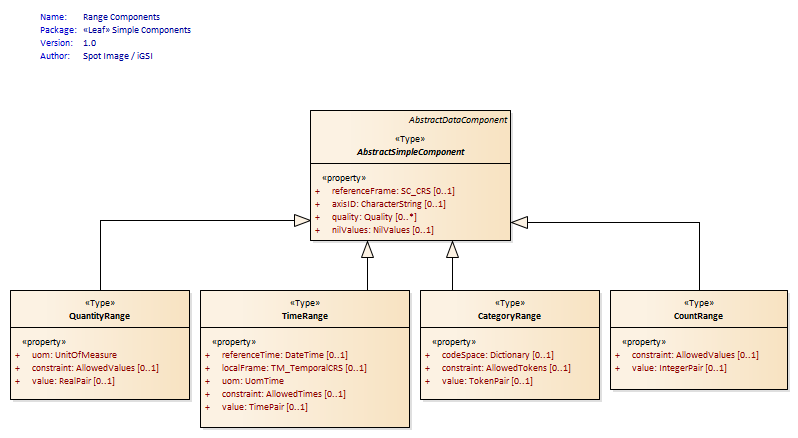 Name: Range Components
Package: «Leaf» Simple Components
Version: 1.0
Author: Spot Image / iGSI
AbstractDataComponent
«Type»
AbstractSimpleComponent
«property»
+ referenceFrame: SC_CRS [0..1]
+ axisID: CharacterString [0..1]
+ quality: Quality [0..*]
+ nilValues: NilValues [0..1]
«Type»
QuantityRange
«property»
+ uom: UnitOfMeasure
+ constraint: AllowedValues [0..1]
+ value: RealPair [0..1]
«Type»
TimeRange
«property»
+ referenceTime: DateTime [0..1]
+ localFrame: TM_TemporalCRS [0..1]
+ uom: UomTime
+ constraint: AllowedTimes [0..1]
+ value: TimePair [0..1]
«Type»
CategoryRange
«property»
+ codeSpace: Dictionary [0..1]
+ constraint: AllowedTokens [0..1]
+ value: TokenPair [0..1]
«Type»
CountRange
«property»
+ constraint: AllowedValues [0..1]
+ value: IntegerPair [0..1]